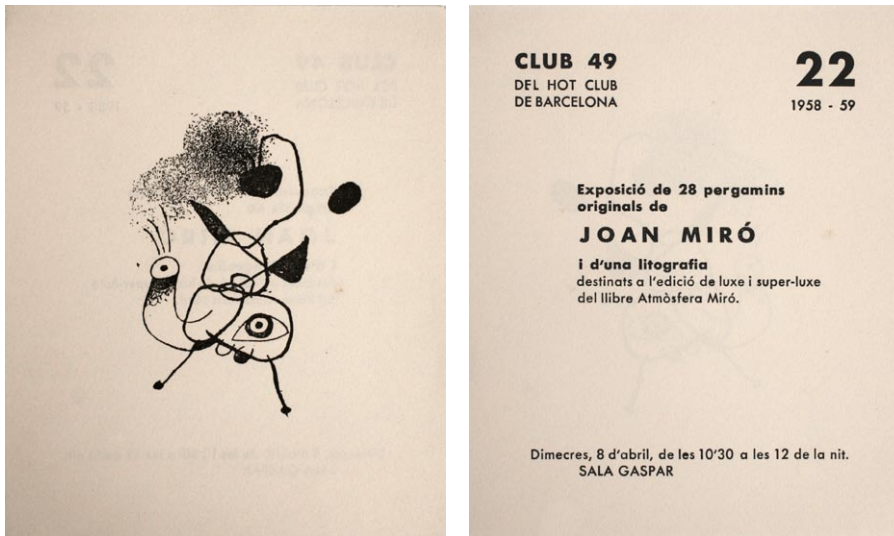 CLUB 49
DEL HOT CLUB
DE BARCELONA
22
1958 - 59
Exposició de 28 pergamins
originals de
JOAN MIRÓ
i d'una litografia
destinats a l'edició de luxe i super-luxe
del llibre Atmòsfera Miró.
Dimecres, 8 d'abril, de les 10'30 a les 12 de la nit.
SALA GASPAR